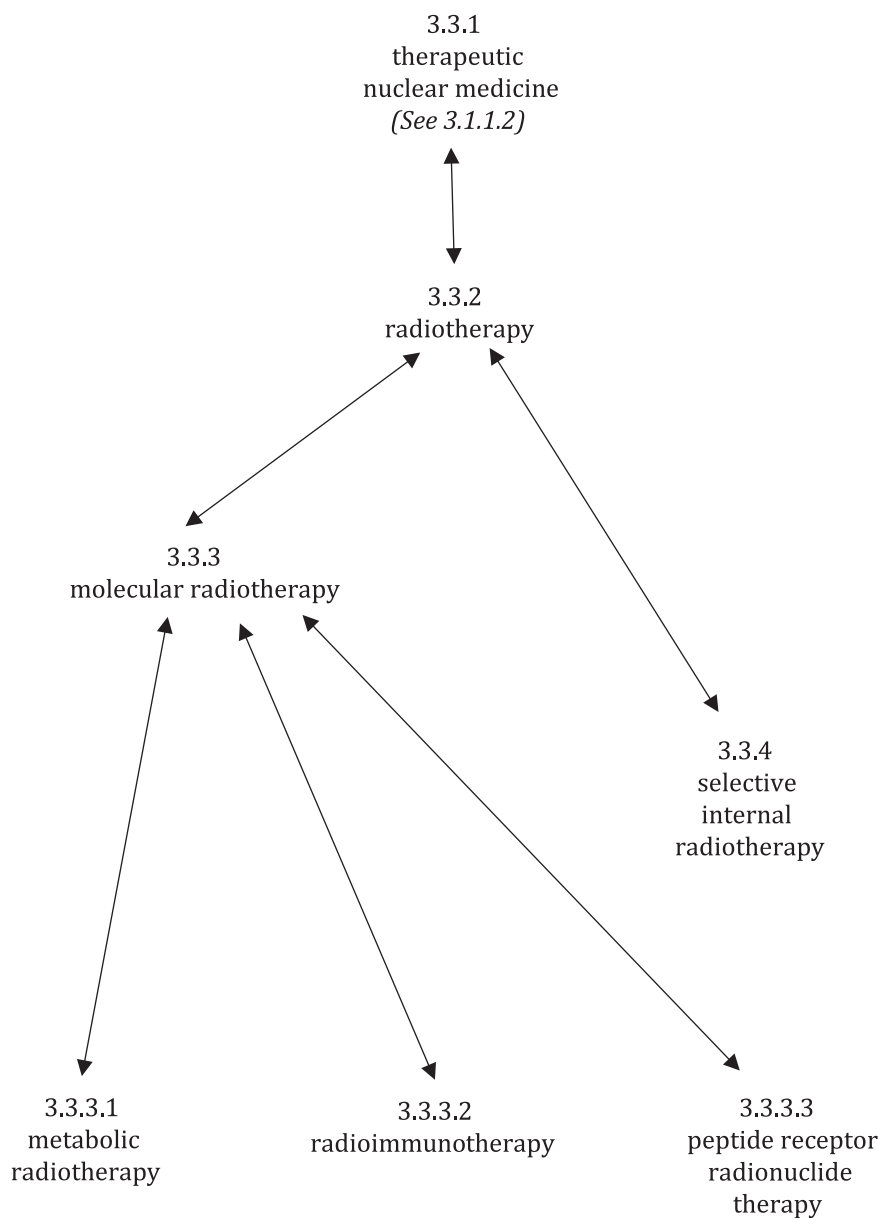 3.3.1
therapeutic
nuclear medicine
(See 3.1.1.2)
3.3.2
radiotherapy
3.3.3
molecular radiotherapy
3.3.4
selective
internal
radiotherapy
3.3.3.1
metabolic
radiotherapy
3.3.3.2
radioimmunotherapy
3.3.3.3
peptide receptor
radionuclide
therapy